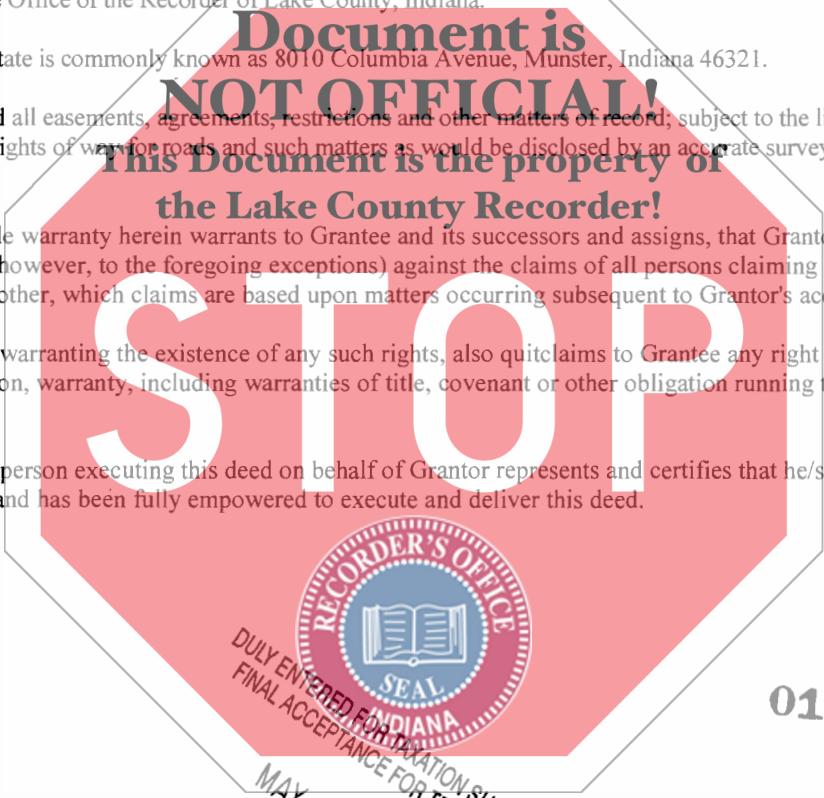 Office of the Recorder of Lake County, Indiana.
Document is
tate is commonly known as 8010 Columbia Avenue, Munster, Indiana 46321.
NOT OFFICIAL!
all easements, agreements, restrictions and other matters of record; subject to the li
ights of way for roads and such matters as would be disclosed by an accurate survey
This Document is the property of
the Lake County Recorder!
e warranty herein warrants to Grantee and its successors and assigns, that Granto
however, to the foregoing exceptions) against the claims of all persons claiming
other, which claims are based upon matters occurring subsequent to Grantor's ac
STOP
warranting the existence of any such rights, also quitclaims to Grantee any right
on, warranty, including warranties of title, covenant or other obligation running t
person executing this deed on behalf of Grantor represents and certifies that he/s
and has been fully empowered to execute and deliver this deed.
RECORDER'S OFFICE
SEAL
INDIANA
DULY ENTERED FOR TAXATION SU
FINAL ACCEPTANCE FOR
MAY
01